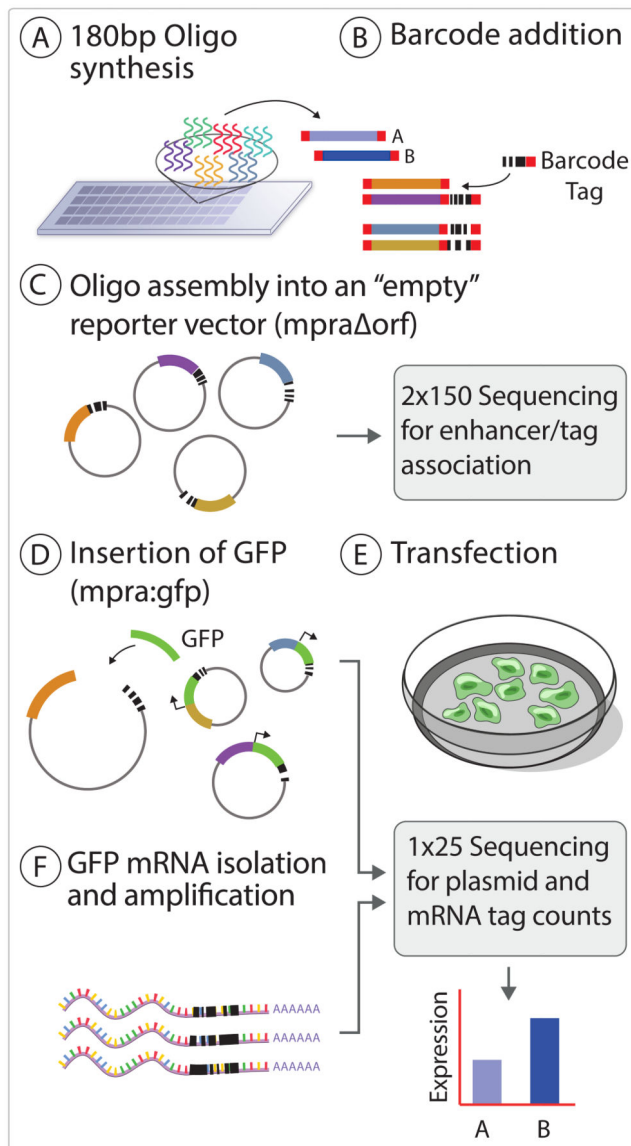 A 180bp Oligo
synthesis
B Barcode addition
A
B
Barcode
Tag
C Oligo assembly into an “empty”
reporter vector (mpraΔorf)
2x150 Sequencing
for enhancer/tag
association
D Insertion of GFP
(mpra:gfp)
GFP
E Transfection
F GFP mRNA isolation
and amplification
1x25 Sequencing
for plasmid and
mRNA tag counts
AAAAAA
AAAAAA
AAAAAA
Expression
A
B